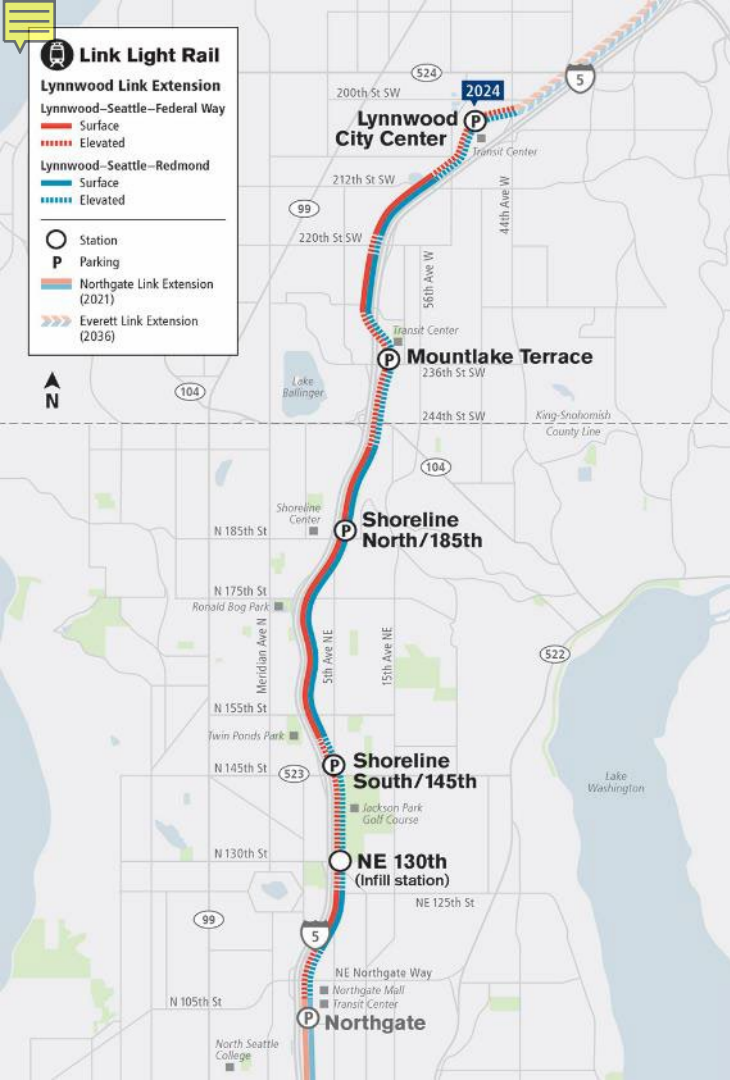 Link Light Rail
Lynnwood Link Extension
Lynnwood–Seattle–Federal Way
Surface
Elevated
Lynnwood–Seattle–Redmond
Surface
Elevated
Station
P Parking
Northgate Link Extension
(2021)
Everett Link Extension
(2036)
N
524
5
200th St SW
2024
Lynnwood
City Center
P
Transit Center
212th St SW
44th Ave W
99
220th St SW
56th Ave W
Transit Center
P
Mountlake Terrace
236th St SW
Lake
Ballinger
104
244th St SW
King-Snohomish
County Line
104
Shoreline
Center
P
Shoreline
North/185th
N 185th St
N 175th St
Ronald Bog Park
Meridian Ave N
5th Ave NE
15th Ave NE
522
N 155th St
Twin Ponds Park
P
Shoreline
South/145th
N 145th St
523
Lake
Washington
Jackson Park
Golf Course
N 130th St
NE 130th
(Infill station)
NE 125th St
99
5
NE Northgate Way
Northgate Mall
Transit Center
N 105th St
P
Northgate
North Seattle
College